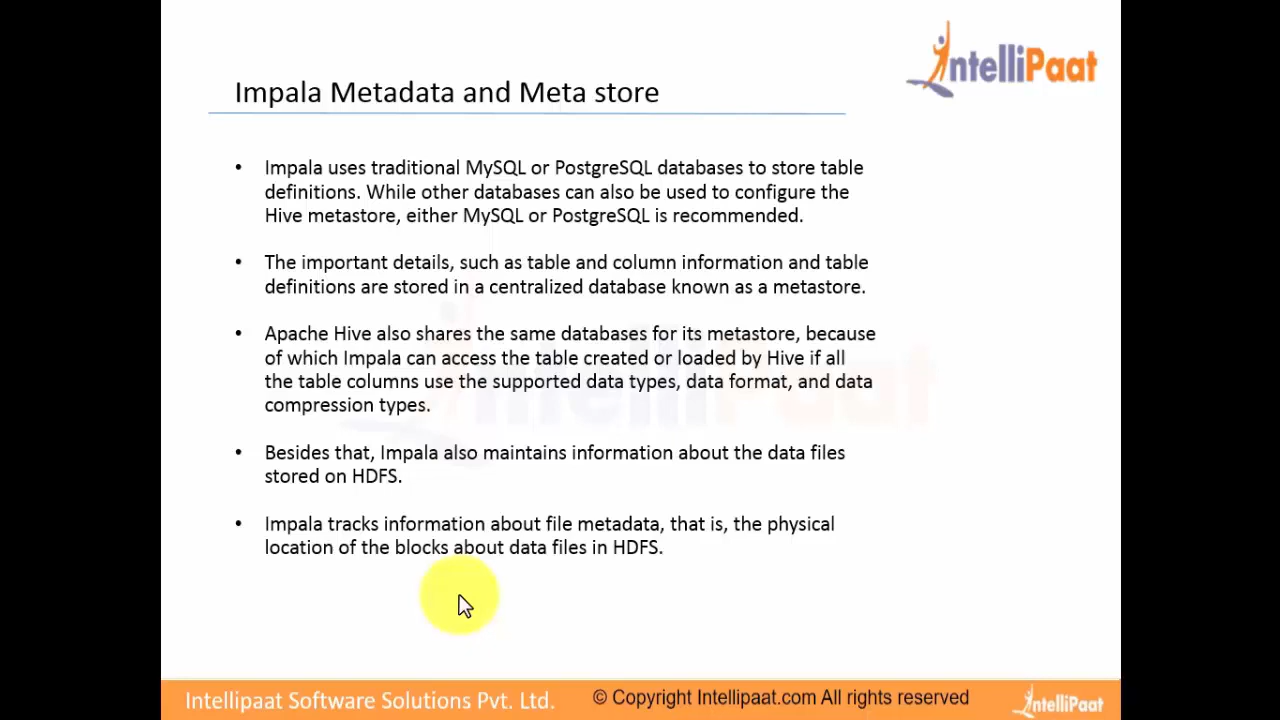 IntelliPaat
Impala Metadata and Meta store
• Impala uses traditional MySQL or PostgreSQL databases to store table
definitions. While other databases can also be used to configure the
Hive metastore, either MySQL or PostgreSQL is recommended.
• The important details, such as table and column information and table
definitions are stored in a centralized database known as a metastore.
• Apache Hive also shares the same databases for its metastore, because
of which Impala can access the table created or loaded by Hive if all
the table columns use the supported data types, data format, and data
compression types.
• Besides that, Impala also maintains information about the data files
stored on HDFS.
• Impala tracks information about file metadata, that is, the physical
location of the blocks about data files in HDFS.
IntelliPaat
Intellipaat Software Solutions Pvt. Ltd.
© Copyright Intellipaat.com All rights reserved
IntelliPaat